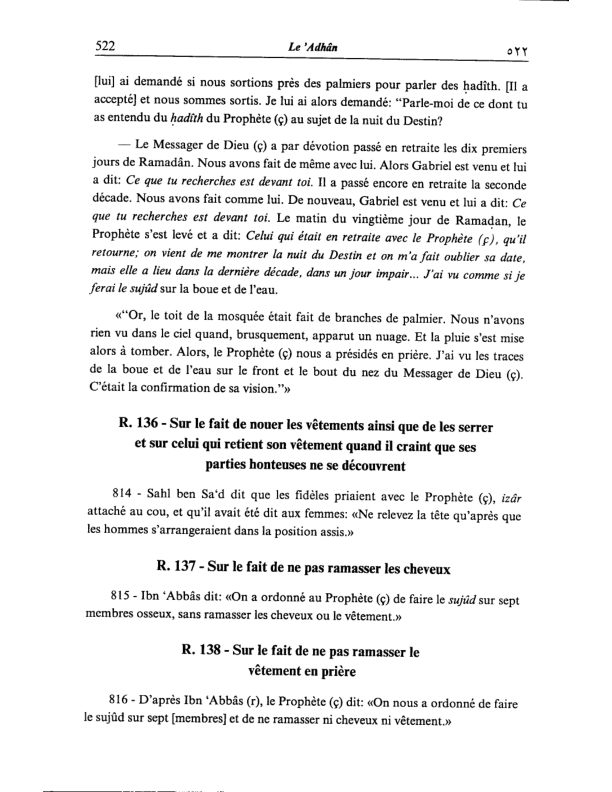 522 Le 'Adhân ٥٢٢
[lui] ai demandé si nous sortions près des palmiers pour parler des ḥadîth. [Il a
accepté] et nous sommes sortis. Je lui ai alors demandé: "Parle-moi de ce dont tu
as entendu du ḥadîth du Prophète (ç) au sujet de la nuit du Destin?
— Le Messager de Dieu (ç) a par dévotion passé en retraite les dix premiers
jours de Ramadân. Nous avons fait de même avec lui. Alors Gabriel est venu et lui
a dit: Ce que tu recherches est devant toi. Il a passé encore en retraite la seconde
décade. Nous avons fait comme lui. De nouveau, Gabriel est venu et lui a dit: Ce
que tu recherches est devant toi. Le matin du vingtième jour de Ramaḍan, le
Prophète s'est levé et a dit: Celui qui était en retraite avec le Prophète (ç), qu'il
retourne; on vient de me montrer la nuit du Destin et on m'a fait oublier sa date,
mais elle a lieu dans la dernière décade, dans un jour impair... J'ai vu comme si je
ferai le sujûd sur la boue et de l'eau.
«"Or, le toit de la mosquée était fait de branches de palmier. Nous n'avons
rien vu dans le ciel quand, brusquement, apparut un nuage. Et la pluie s'est mise
alors à tomber. Alors, le Prophète (ç) nous a présidés en prière. J'ai vu les traces
de la boue et de l'eau sur le front et le bout du nez du Messager de Dieu (ç).
C'était la confirmation de sa vision."»
R. 136 - Sur le fait de nouer les vêtements ainsi que de les serrer
et sur celui qui retient son vêtement quand il craint que ses
parties honteuses ne se découvrent
814 - Sahl ben Sa'd dit que les fidèles priaient avec le Prophète (ç), izâr
attaché au cou, et qu'il avait été dit aux femmes: «Ne relevez la tête qu'après que
les hommes s'arrangeraient dans la position assis.»
R. 137 - Sur le fait de ne pas ramasser les cheveux
815 - Ibn 'Abbâs dit: «On a ordonné au Prophète (ç) de faire le sujûd sur sept
membres osseux, sans ramasser les cheveux ou le vêtement.»
R. 138 - Sur le fait de ne pas ramasser le
vêtement en prière
816 - D'après Ibn 'Abbâs (r), le Prophète (ç) dit: «On nous a ordonné de faire
le sujûd sur sept [membres] et de ne ramasser ni cheveux ni vêtement.»